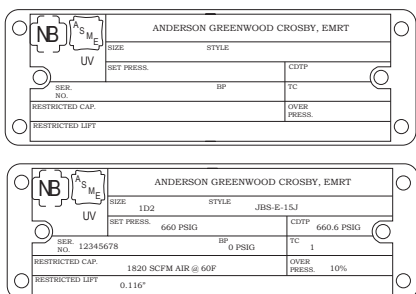 NB ASME ANDERSON GREENWOOD CROSBY, EMRT
SIZE STYLE
UV
SET PRESS. CDTP
SER. NO. BP TC
RESTRICTED CAP. OVER PRESS.
RESTRICTED LIFT
NB ASME ANDERSON GREENWOOD CROSBY, EMRT
SIZE 1D2 STYLE JBS-E-15J
UV
SET PRESS. 660 PSIG CDTP 660.6 PSIG
SER. NO. 12345678 BP 0 PSIG TC 1
RESTRICTED CAP. 1820 SCFM AIR @ 60F OVER PRESS. 10%
RESTRICTED LIFT 0.116"